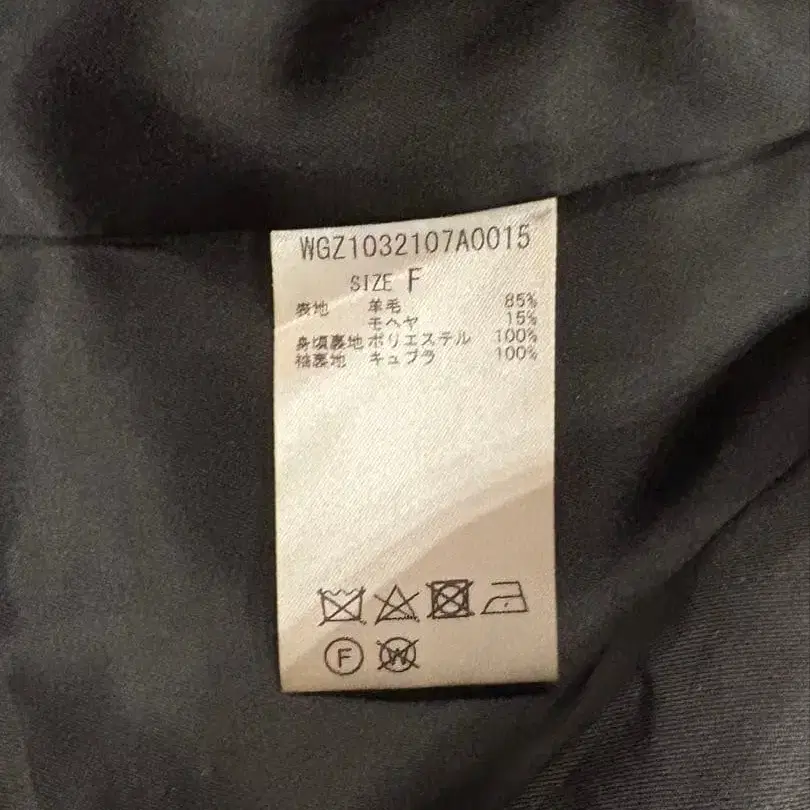 WGZ1032107A0015
SIZE F
表地 羊毛 85%
モヘヤ 15%
身頃裏地 ポリエステル 100%
袖裏地 キュプラ 100%
F W